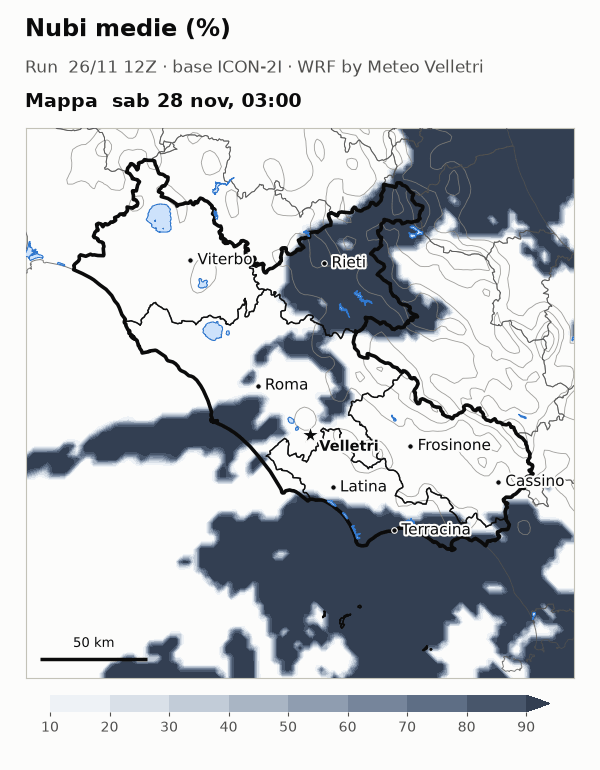 Nubi medie (%)
Run  26/11 12Z · base ICON-2I · WRF by Meteo Velletri
Mappa  sab 28 nov, 03:00
Viterbo
Rieti
Roma
Velletri
Frosinone
Latina
Cassino
Terracina
50 km
10 20 30 40 50 60 70 80 90